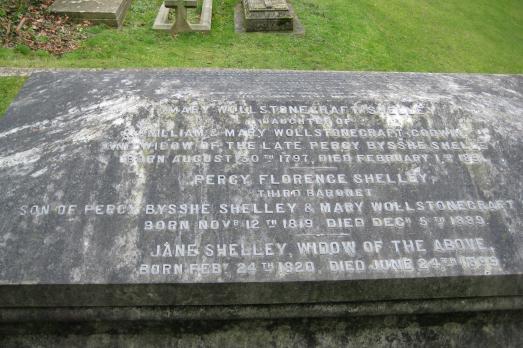 MARY WOLLSTONECRAFT SHELLEY
DAUGHTER OF
WILLIAM & MARY WOLLSTONECRAFT GODWIN
AND WIDOW OF THE LATE PERCY BYSSHE SHELLEY
BORN AUGUST 30TH 1797, DIED FEBRUARY 1ST
PERCY FLORENCE SHELLEY,
THIRD BARONET
SON OF PERCY BYSSHE SHELLEY & MARY WOLLSTONECRAFT
BORN NOVR 12TH 1819, DIED DECR 5TH 1889.
JANE SHELLEY, WIDOW OF THE ABOVE,
BORN FEBY 24TH 1820, DIED JUNE 24TH 1899.